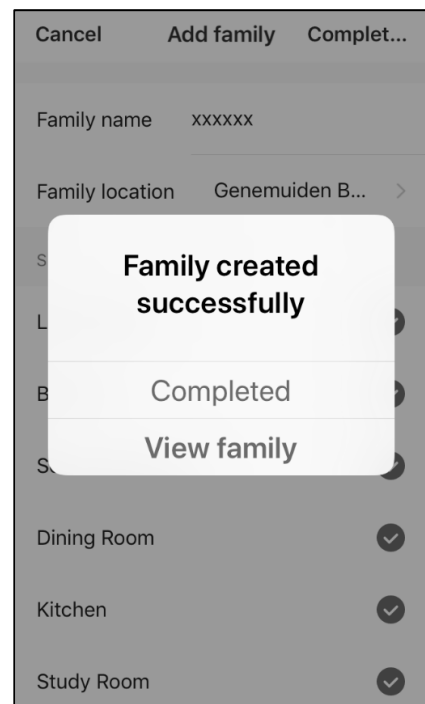 Cancel Add family Complet...
Family name xxxxxx
Family location Genemuiden B... >
S
Family created
successfully
L
B
Completed
View family
S
Dining Room
Kitchen
Study Room